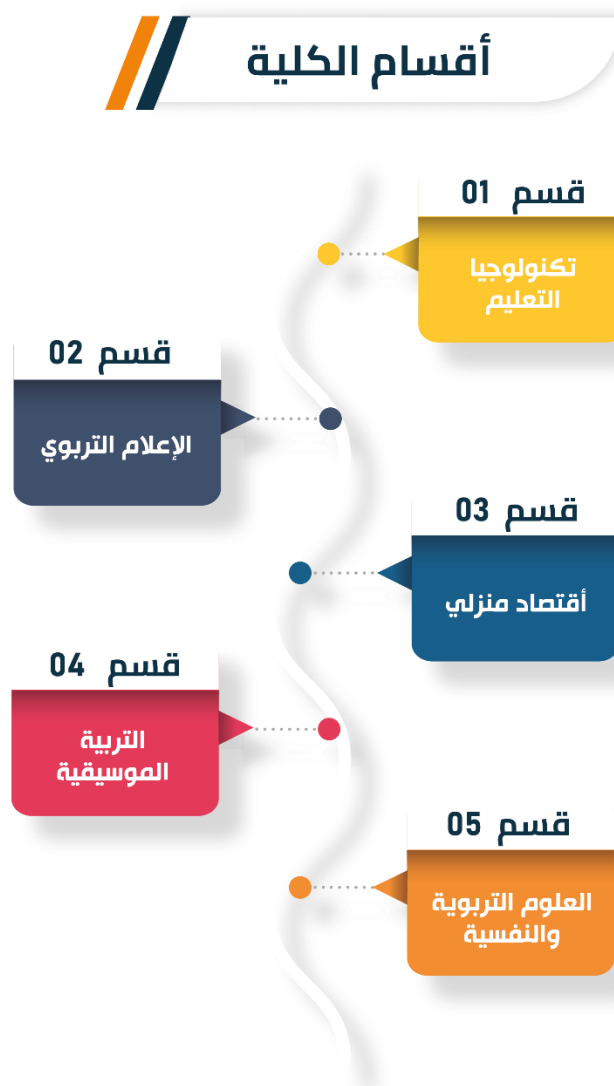 أقسام الكلية
قسم 01
تكنولوجيا
التعليم
قسم 02
الإعلام التربوي
قسم 03
أقتصاد منزلي
قسم 04
التربية
الموسيقية
قسم 05
العلوم التربوية
والنفسية